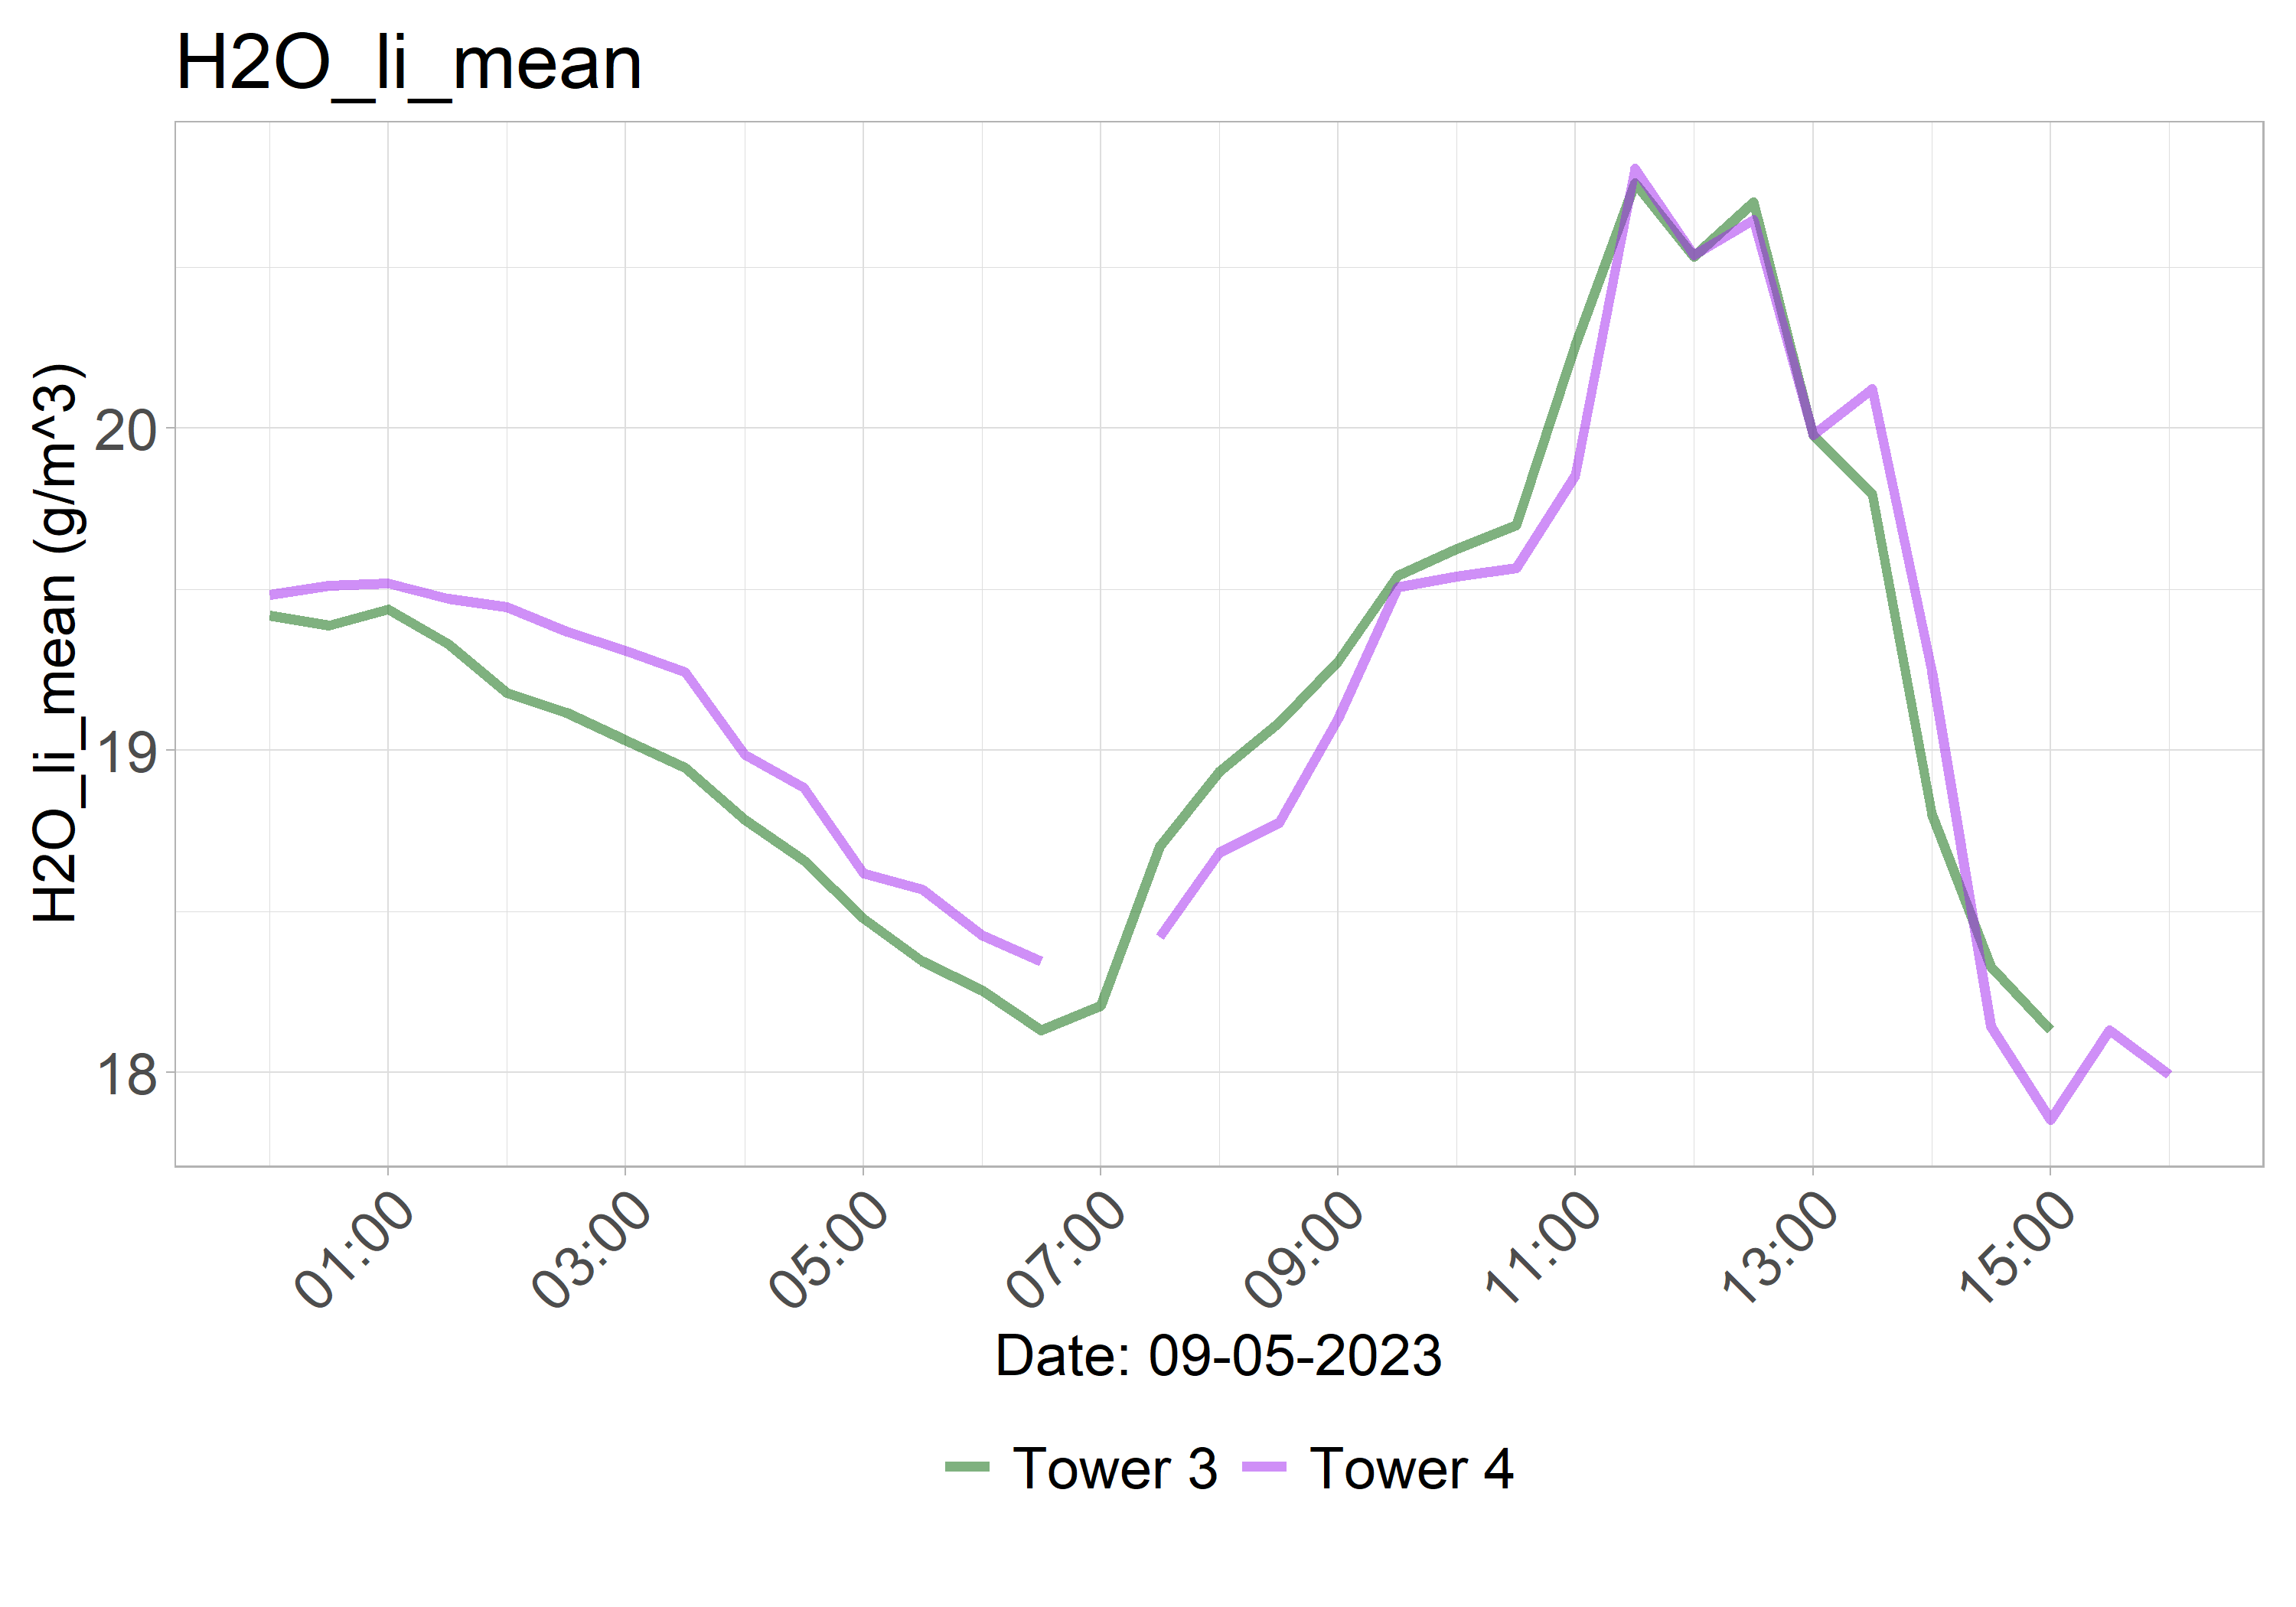 H2O_li_mean
H2O_li_mean (g/m^3)
20
19
18
01:00
03:00
05:00
07:00
09:00
11:00
13:00
15:00
Date: 09-05-2023
Tower 3
Tower 4